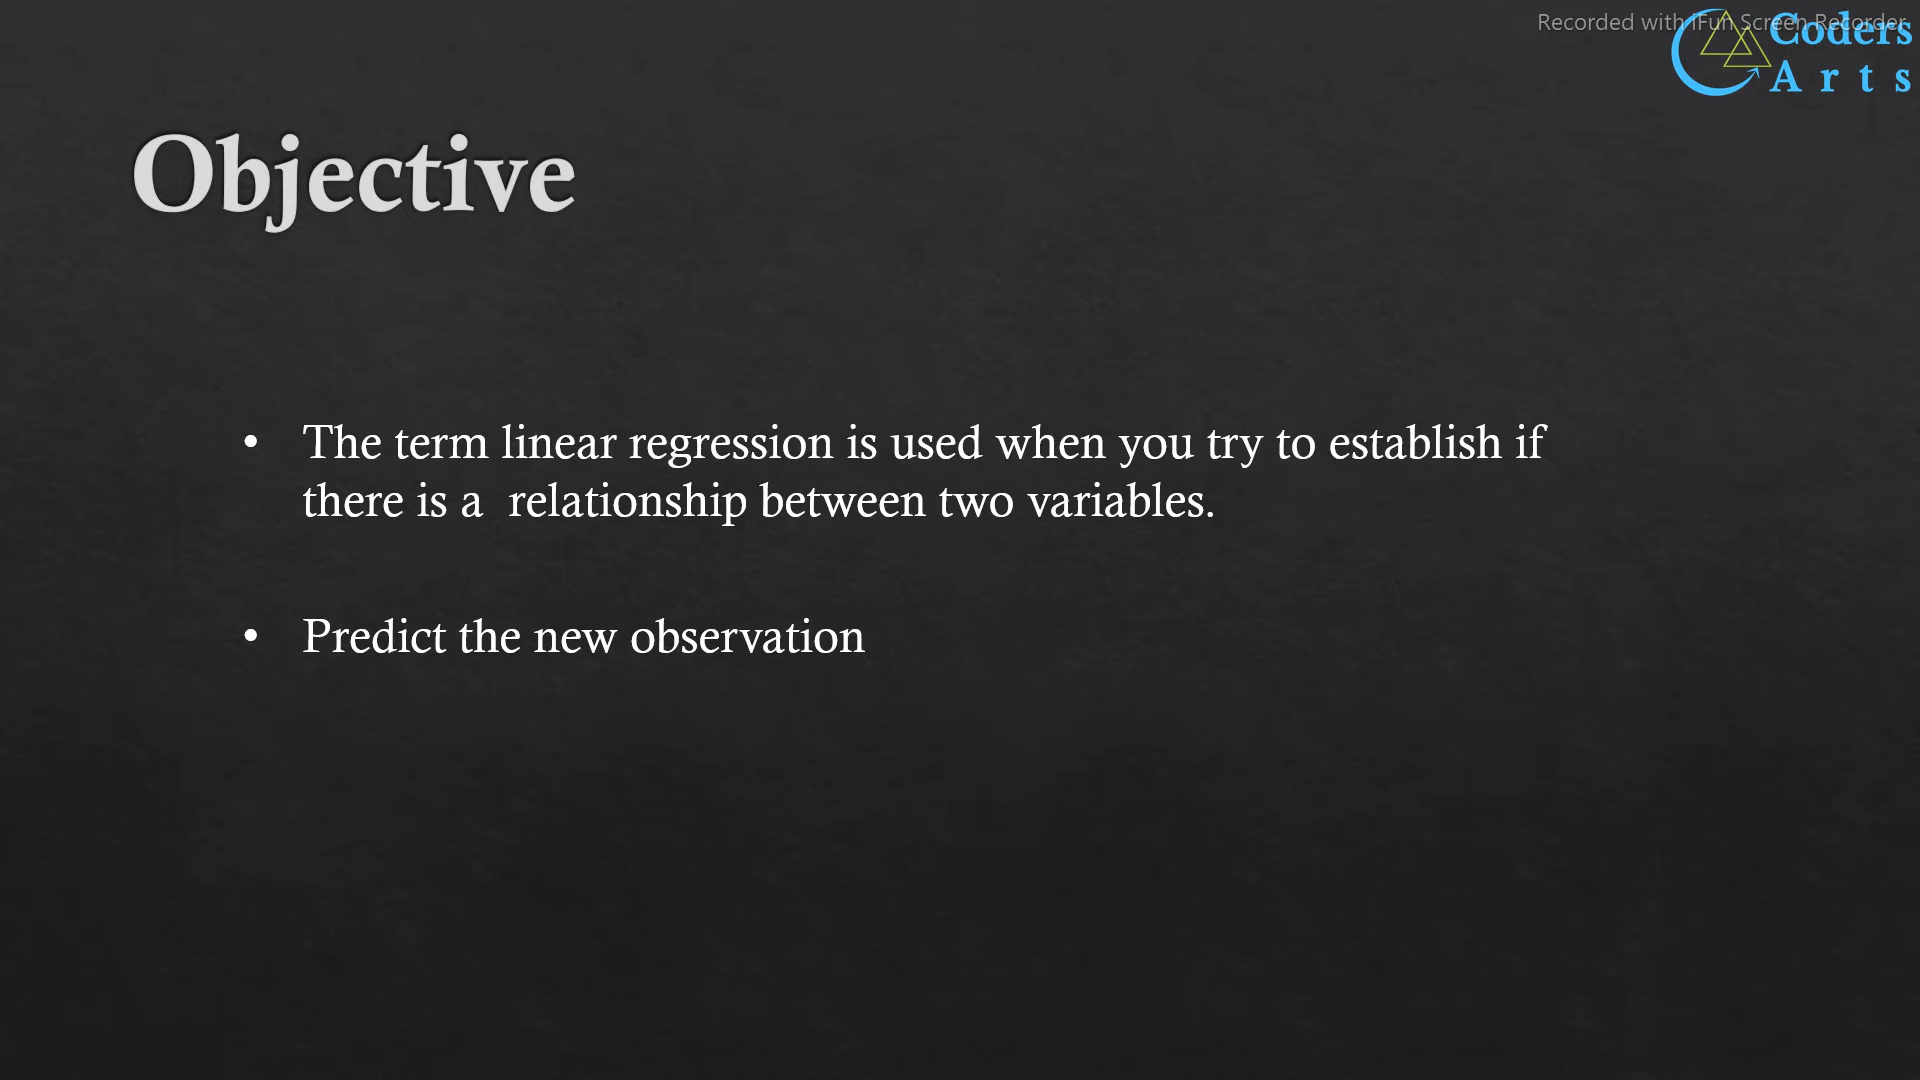 Recorded with iFun Screen Recorder
Coders
Arts
Objective
• The term linear regression is used when you try to establish if
there is a  relationship between two variables.
• Predict the new observation